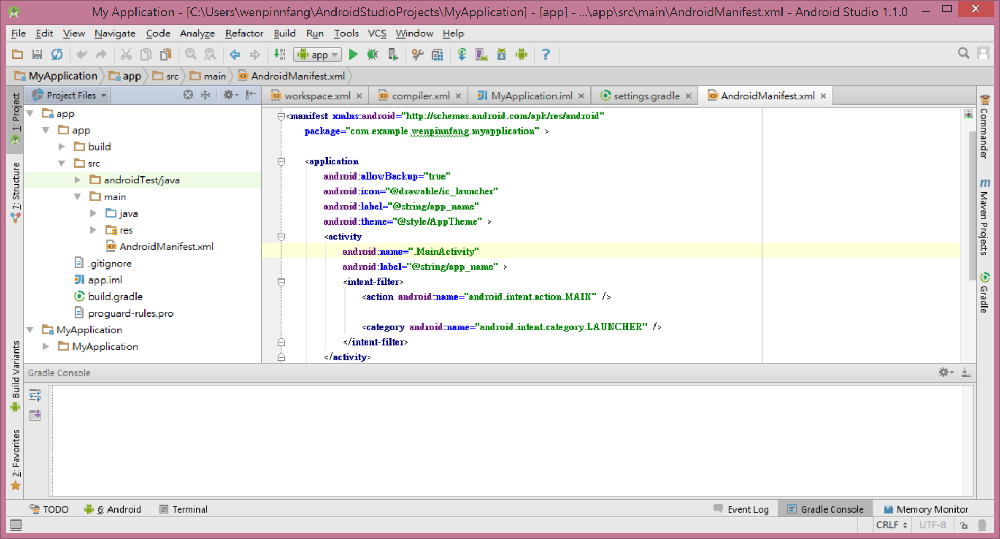 My Application - [C:\Users\wenpinnfang\AndroidStudioProjects\MyApplication] - [app] - ...\app\src\main\AndroidManifest.xml - Android Studio 1.1.0
File Edit View Navigate Code Analyze Refactor Build Run Tools VCS Window Help
app
MyApplication app src main AndroidManifest.xml
Project Files
workspace.xml compiler.xml MyApplication.iml settings.gradle AndroidManifest.xml
1: Project
7: Structure
Build Variants
2: Favorites
app
app
build
src
androidTest/java
main
java
res
AndroidManifest.xml
.gitignore
app.iml
build.gradle
proguard-rules.pro
MyApplication
MyApplication
<manifest xmlns:android="http://schemas.android.com/apk/res/android"
package="com.example.wenpinnfang.myapplication" >
<application
android:allowBackup="true"
android:icon="@drawable/ic_launcher"
android:label="@string/app_name"
android:theme="@style/AppTheme" >
<activity
android:name=".MainActivity"
android:label="@string/app_name" >
<intent-filter>
<action android:name="android.intent.action.MAIN" />
<category android:name="android.intent.category.LAUNCHER" />
</intent-filter>
</activity>
Commander
m Maven Projects
Gradle
Gradle Console
TODO 6: Android Terminal Event Log Gradle Console Memory Monitor
CRLF UTF-8